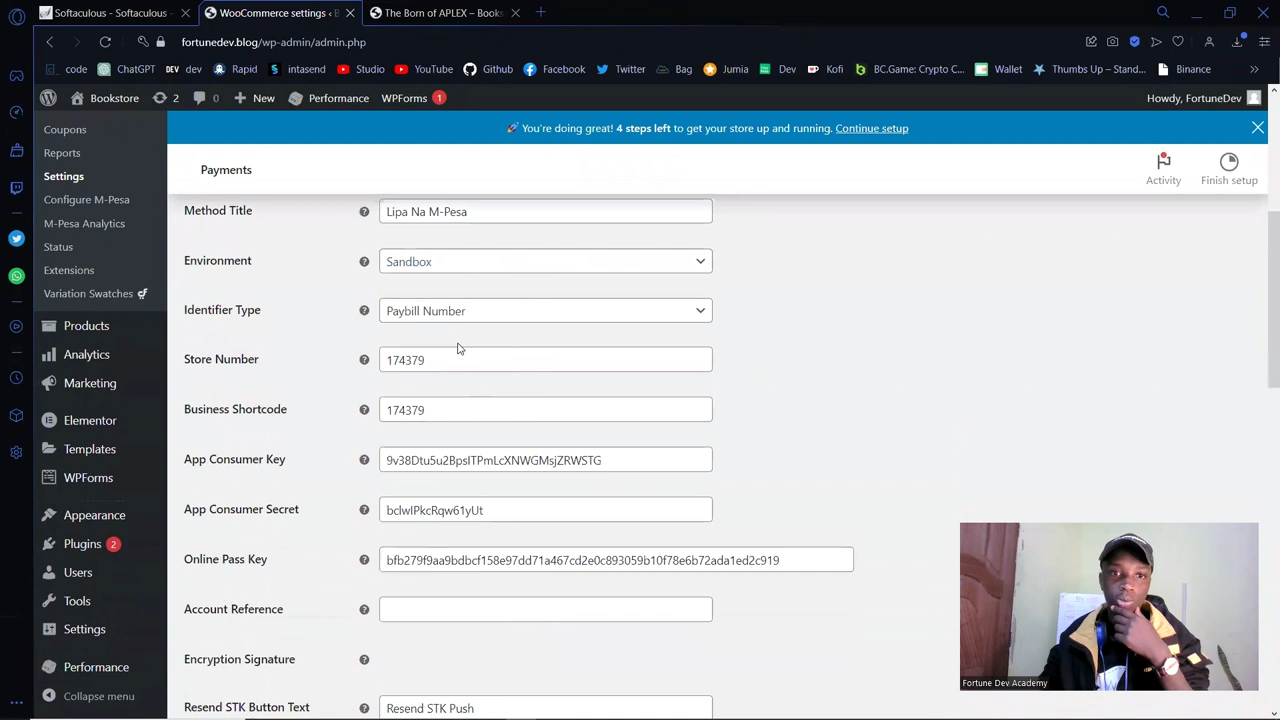 Softaculous - Softaculous
WooCommerce settings ‹ B
The Born of APLEX – Books
fortunedev.blog/wp-admin/admin.php
code
ChatGPT
DEV dev
Rapid
intasend
Studio
YouTube
Github
Facebook
Twitter
Bag
Jumia
Dev
Kofi
BC.Game: Crypto C...
Wallet
Thumbs Up – Stand...
Binance
Bookstore
2
0
New
Performance
WPForms 1
Howdy, FortuneDev
Coupons
Reports
Settings
Configure M-Pesa
M-Pesa Analytics
Status
Extensions
Variation Swatches
Products
Analytics
Marketing
Elementor
Templates
WPForms
Appearance
Plugins 2
Users
Tools
Settings
Performance
Collapse menu
You're doing great! 4 steps left to get your store up and running. Continue setup
Payments
Activity
Finish setup
Method Title
Lipa Na M-Pesa
Environment
Sandbox
Identifier Type
Paybill Number
Store Number
174379
Business Shortcode
174379
App Consumer Key
9v38Dtu5u2BpsITPmLcXNWGMsjZRWSTG
App Consumer Secret
bclwIPkcRqw61yUt
Online Pass Key
bfb279f9aa9bdbcf158e97dd71a467cd2e0c893059b10f78e6b72ada1ed2c919
Account Reference
Encryption Signature
Resend STK Button Text
Resend STK Push
Fortune Dev Academy